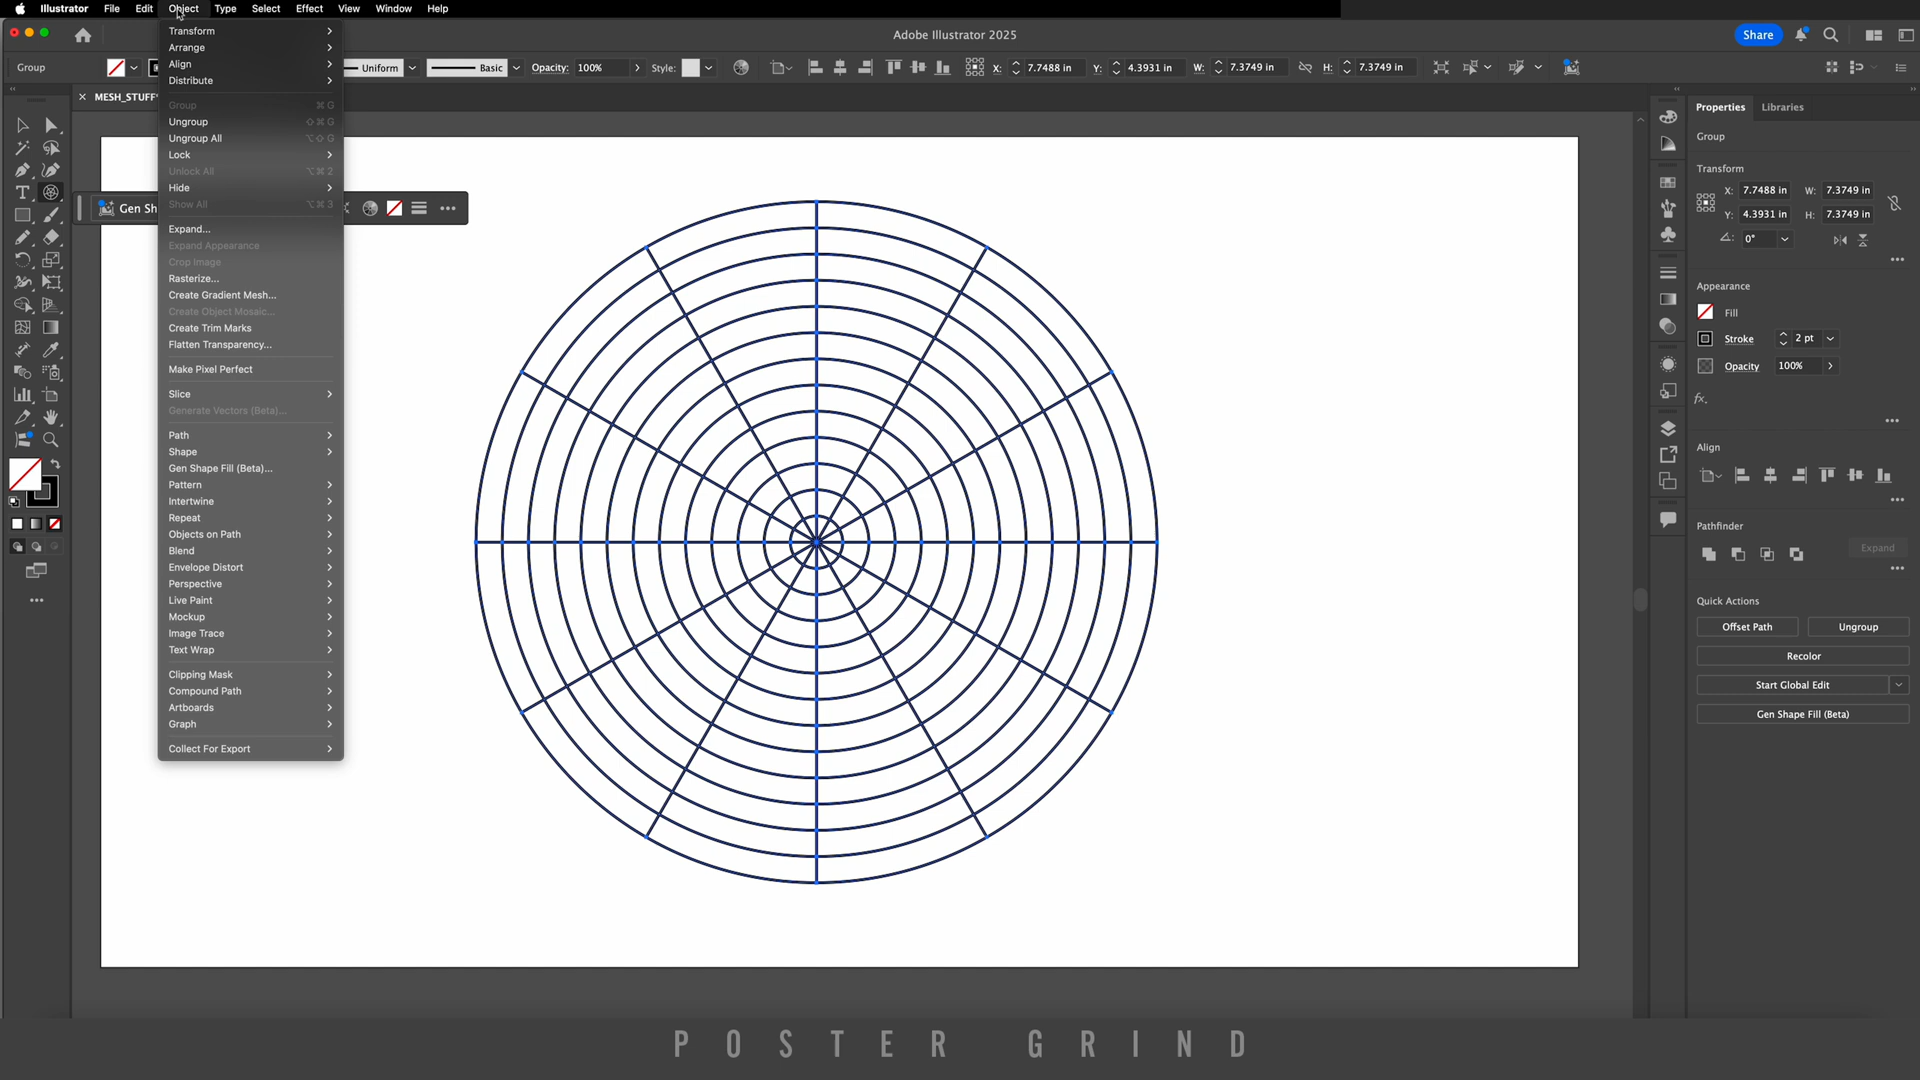 Illustrator File Edit Object Type Select Effect View Window Help
Adobe Illustrator 2025
Share
Group
Uniform
Basic
Opacity: 100%
Style:
X: 7.7488 in
Y: 4.3931 in
W: 7.3749 in
H: 7.3749 in
MESH_STUFF
Gen Sh
Transform
Arrange
Align
Distribute
Group ⌘ G
Ungroup ⇧ ⌘ G
Ungroup All ⌥ ⇧ G
Lock
Unlock All ⌥ ⌘ 2
Hide
Show All ⌥ ⌘ 3
Expand...
Expand Appearance
Crop Image
Rasterize...
Create Gradient Mesh...
Create Object Mosaic...
Create Trim Marks
Flatten Transparency...
Make Pixel Perfect
Slice
Generate Vectors (Beta)...
Path
Shape
Gen Shape Fill (Beta)...
Pattern
Intertwine
Repeat
Objects on Path
Blend
Envelope Distort
Perspective
Live Paint
Mockup
Image Trace
Text Wrap
Clipping Mask
Compound Path
Artboards
Graph
Collect For Export
Properties Libraries
Group
Transform
X: 7.7488 in W: 7.3749 in
Y: 4.3931 in H: 7.3749 in
0°
Appearance
Fill
Stroke 2 pt
Opacity 100%
fx.
Align
Pathfinder
Expand
Quick Actions
Offset Path Ungroup
Recolor
Start Global Edit
Gen Shape Fill (Beta)
POSTER GRIND